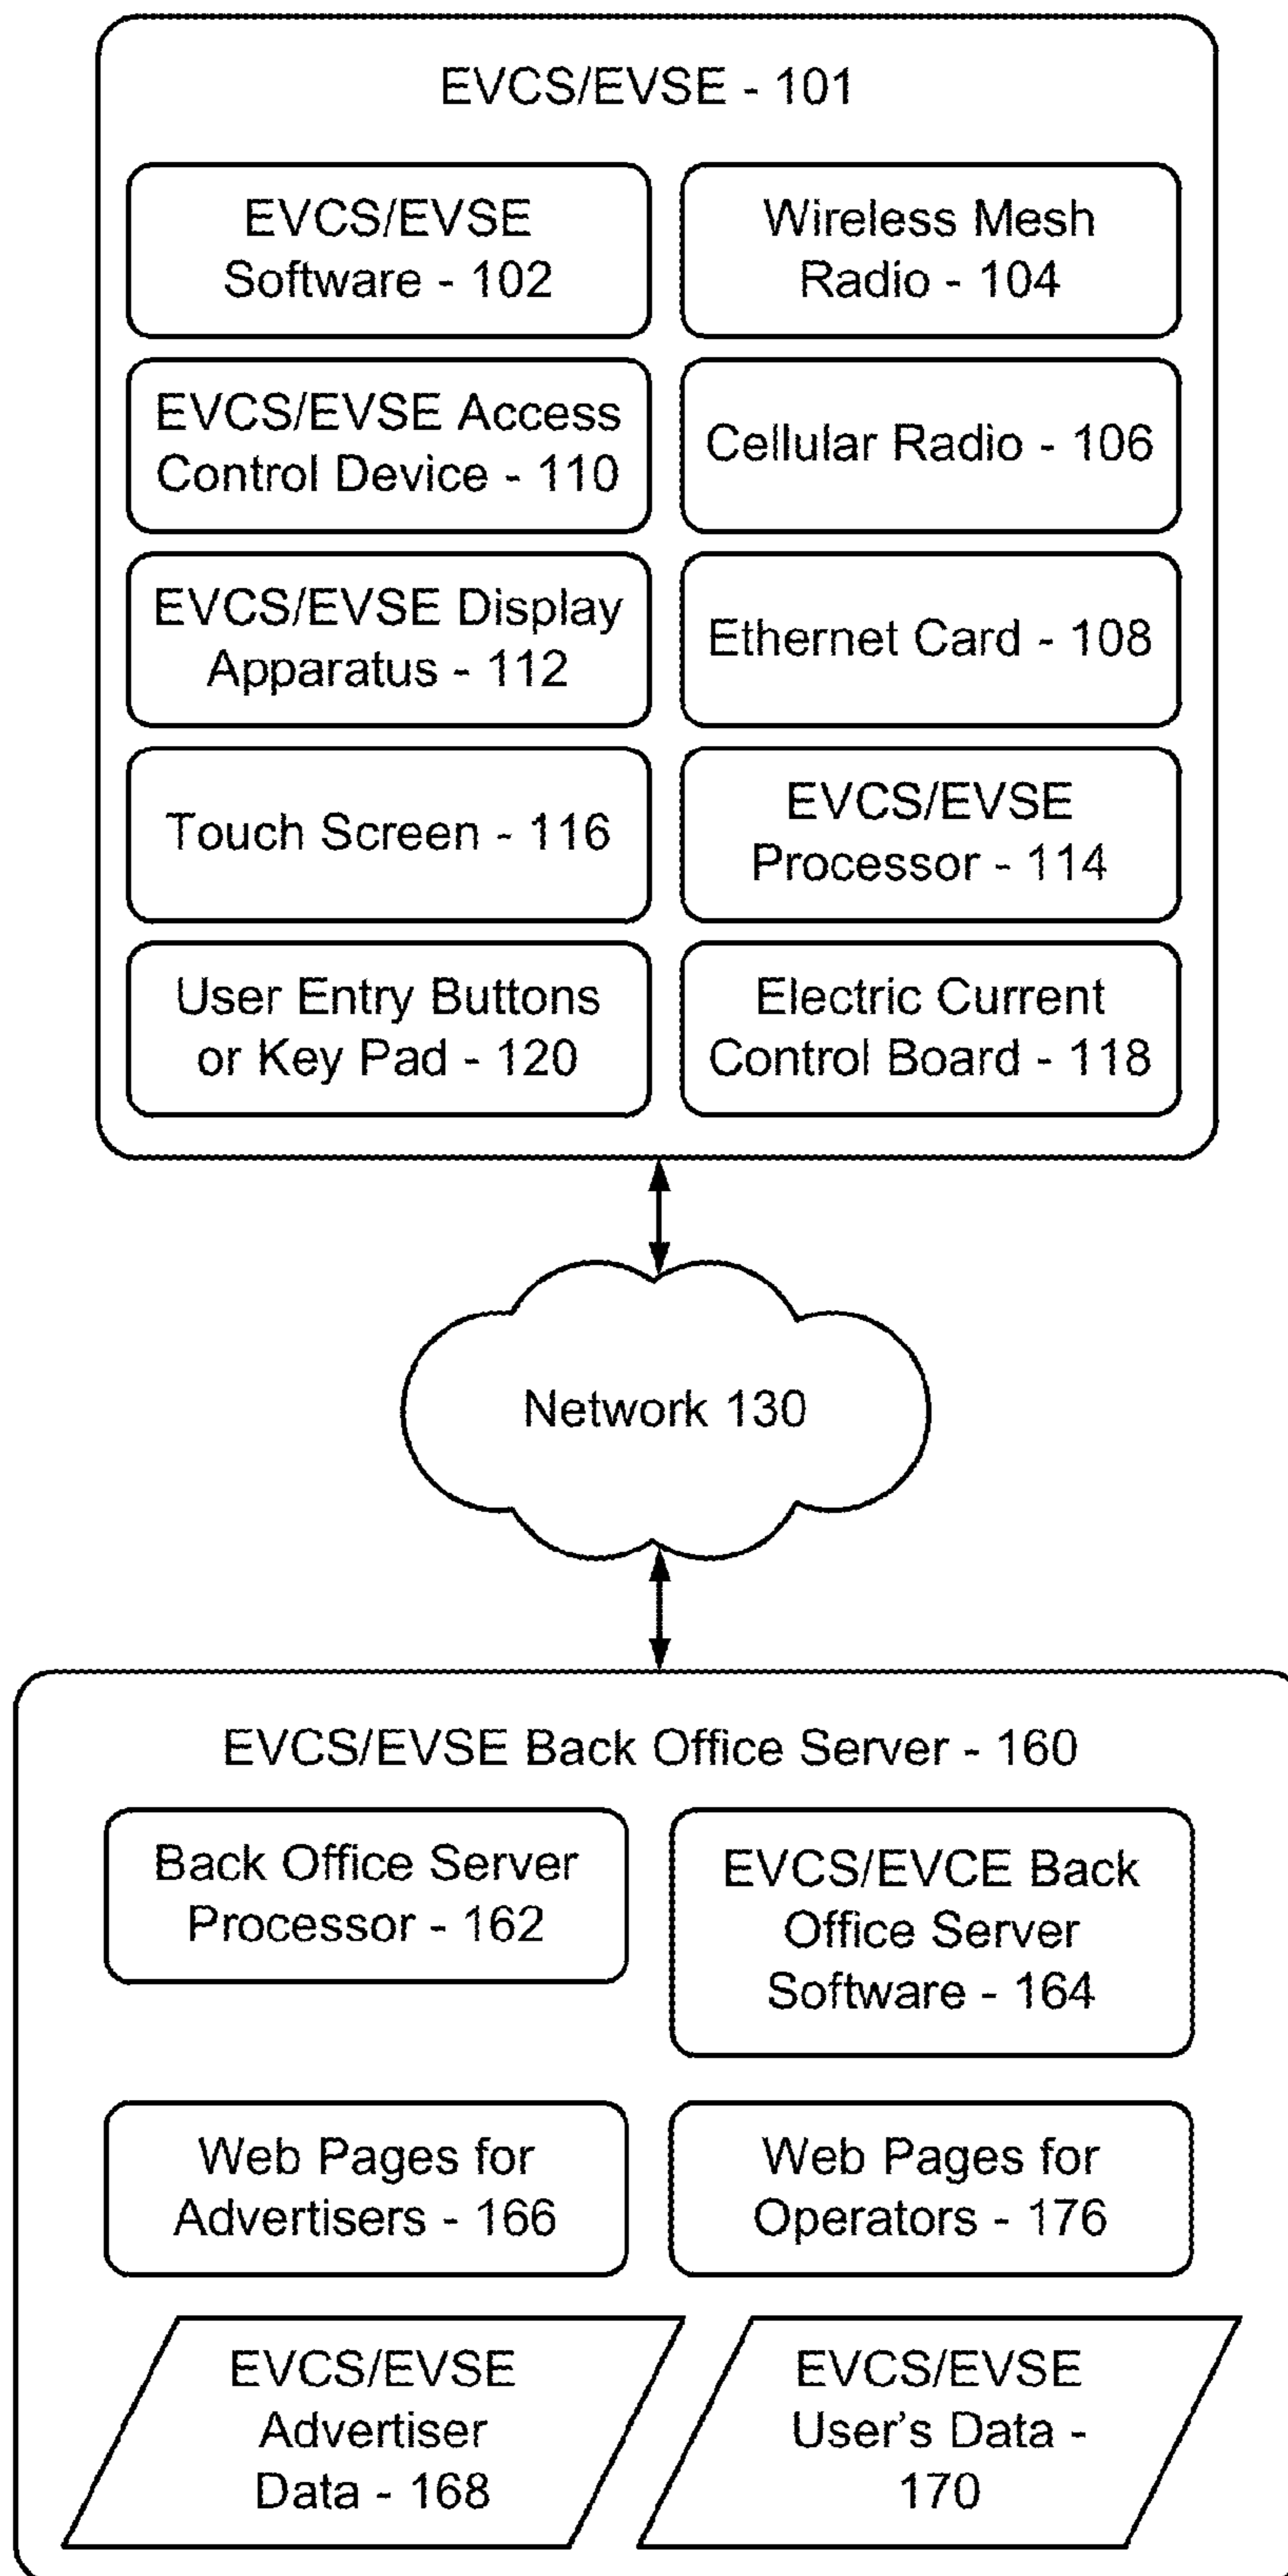 EVCS/EVSE - 101
EVCS/EVSE
Software - 102
Wireless Mesh
Radio - 104
EVCS/EVSE Access
Control Device - 110
Cellular Radio - 106
EVCS/EVSE Display
Apparatus - 112
Ethernet Card - 108
Touch Screen - 116
EVCS/EVSE
Processor - 114
User Entry Buttons
or Key Pad - 120
Electric Current
Control Board - 118
Network 130
EVCS/EVSE Back Office Server - 160
Back Office Server
Processor - 162
EVCS/EVCE Back
Office Server
Software - 164
Web Pages for
Advertisers - 166
Web Pages for
Operators - 176
EVCS/EVSE
Advertiser
Data - 168
EVCS/EVSE
User's Data -
170